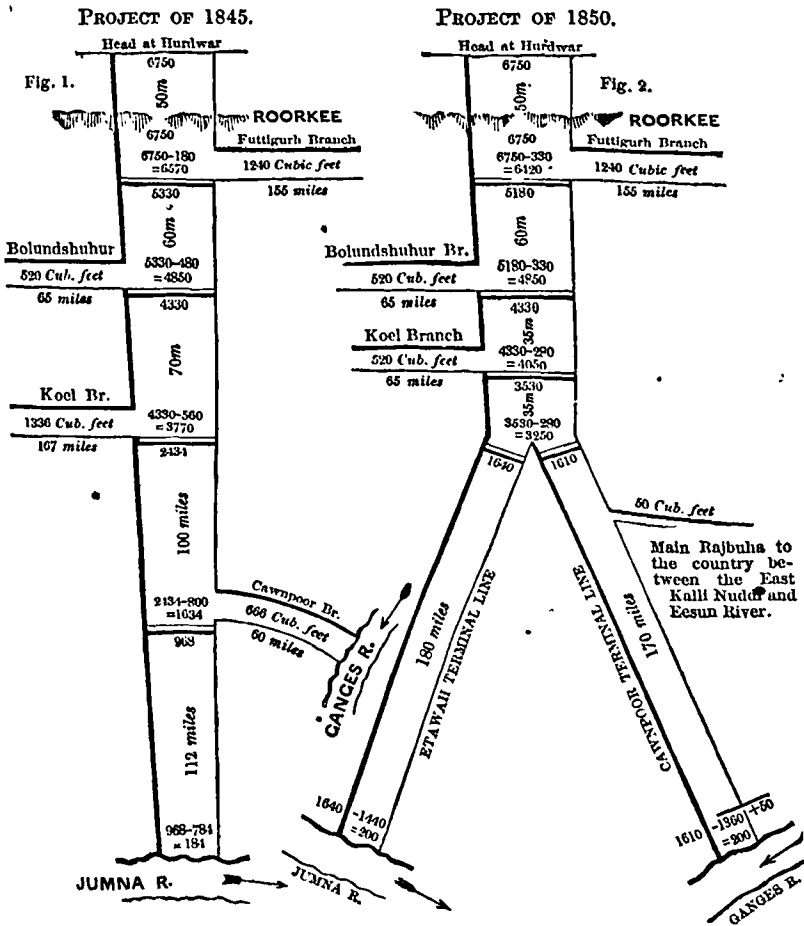 PROJECT OF 1845.
Head at Hurdwar
6750
Fig. 1.
50m
ROORKEE
6750
Futtigurh Branch
6750-180
=6570
1240 Cubic feet
5330
155 miles
60m
Bolundshuhur
5330-480
=4850
520 Cub. feet
65 miles
4330
70m
Koel Br.
4330-560
=3770
1336 Cub. feet
167 miles
2434
100 miles
Cawnpoor Br.
2434-800
=1634
666 Cub. feet
60 miles
968
GANGES R.
112 miles
968-784
=184
JUMNA R.
PROJECT OF 1850.
Head at Hurdwar
6750
Fig. 2.
50m
ROORKEE
6750
Futtigurh Branch
6750-330
=6420
1240 Cubic feet
5180
155 miles
60m
Bolundshuhur Br.
5180-330
=4850
520 Cub. feet
65 miles
4330
35m
Koel Branch
4330-280
=4050
520 Cub. feet
65 miles
3530
35m
3530-280
=3250
1640
1610
50 Cub. feet
Main Rajbuha to
the country be-
tween the East
Kalli Nuddi and
Eesun River.
180 miles
ETAWAH TERMINAL LINE
CAWNPOOR TERMINAL LINE
170 miles
1640
-1440
=200
1610
-1360
+50
=200
JUMNA R.
GANGES R.